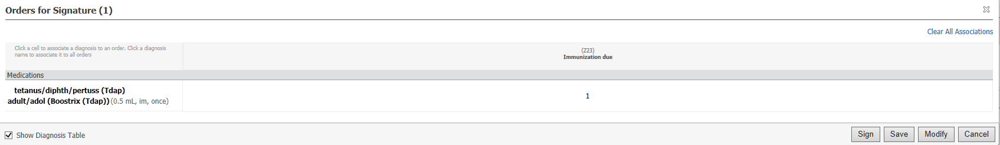 Orders for Signature (1)
Clear All Associations
Click a cell to associate a diagnosis to an order. Click a diagnosis
name to associate it to all orders
(Z23)
Immunization due
Medications
tetanus/diphth/pertuss (Tdap)
adult/adol (Boostrix (Tdap)) (0.5 mL, im, once)
1
Show Diagnosis Table
Sign
Save
Modify
Cancel